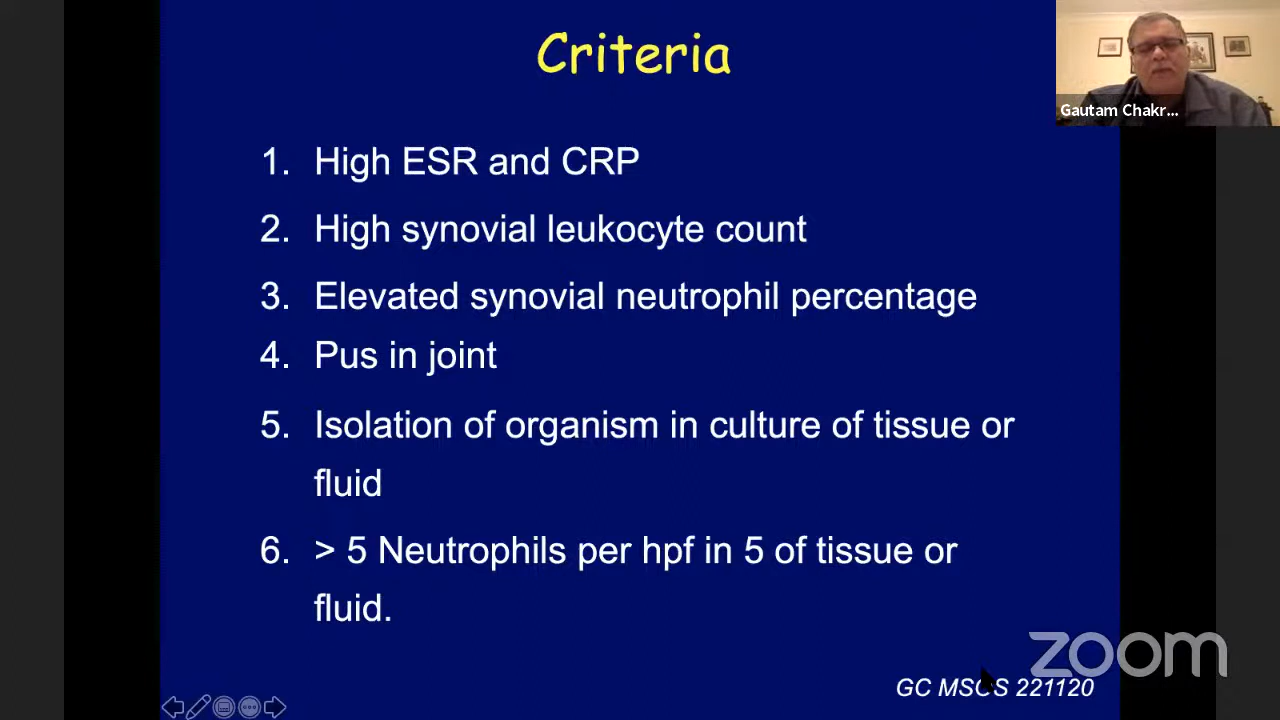 Criteria
Gautam Chakr...
1. High ESR and CRP
2. High synovial leukocyte count
3. Elevated synovial neutrophil percentage
4. Pus in joint
5. Isolation of organism in culture of tissue or
fluid
6. > 5 Neutrophils per hpf in 5 of tissue or
fluid.
zoom
GC MSOS 221120